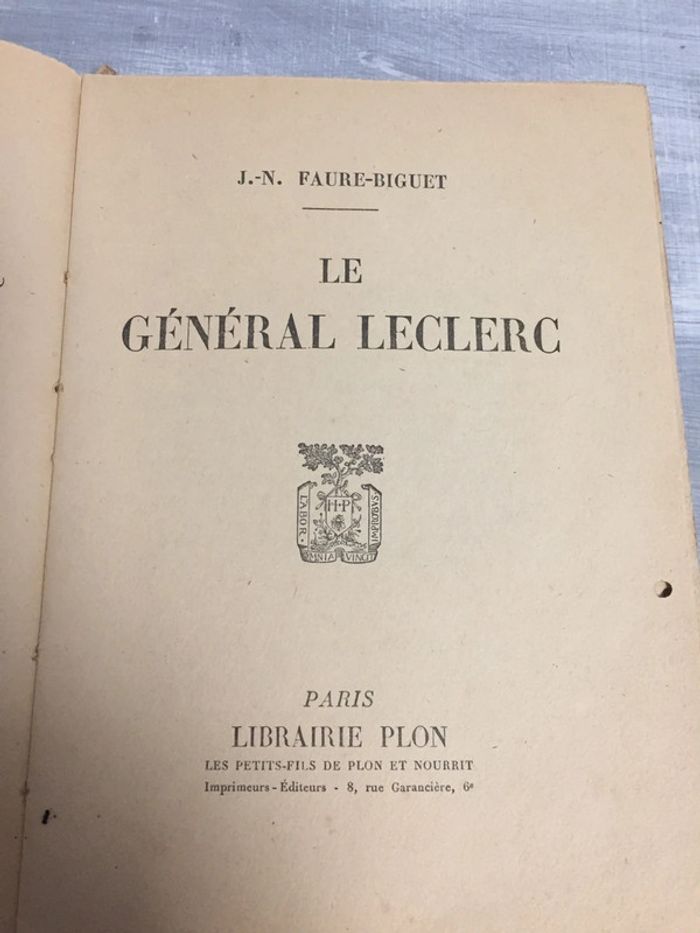 J.-N. FAURE-BIGUET
LE
GÉNÉRAL LECLERC
H·P
LABOR
OMNIA VINCIT
IMPROBVS
PARIS
LIBRAIRIE PLON
LES PETITS-FILS DE PLON ET NOURRIT
Imprimeurs-Éditeurs - 8, rue Garancière, 6e